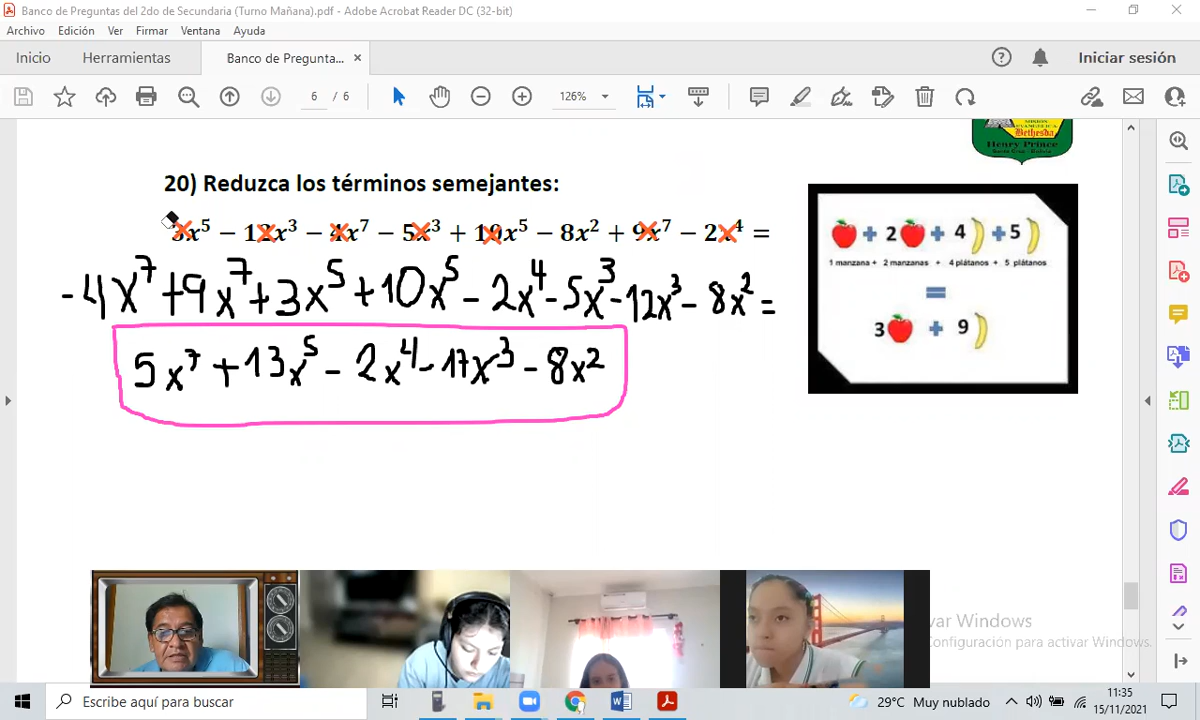 Banco de Preguntas del 2do de Secundaria (Turno Mañana).pdf - Adobe Acrobat Reader DC (32-bit)
Archivo Edición Ver Firmar Ventana Ayuda
Inicio Herramientas Banco de Pregunta... × Iniciar sesión
6 / 6 126%
Bethesda
Henry Prince
20) Reduzca los términos semejantes:
3x⁵ − 12x³ − 4x⁷ − 5x³ + 10x⁵ − 8x² + 9x⁷ − 2x⁴ =
-4x⁷+9x⁷+3x⁵+10x⁵-2x⁴-5x³-12x³-8x²=
5x⁷+13x⁵-2x⁴-17x³-8x²
+ 2 + 4 + 5
1 manzana + 2 manzanas + 4 plátanos + 5 plátanos
=
3 + 9
var Windows
Configuración para activar Windows.
Escribe aquí para buscar
29°C Muy nublado
11:35
15/11/2021